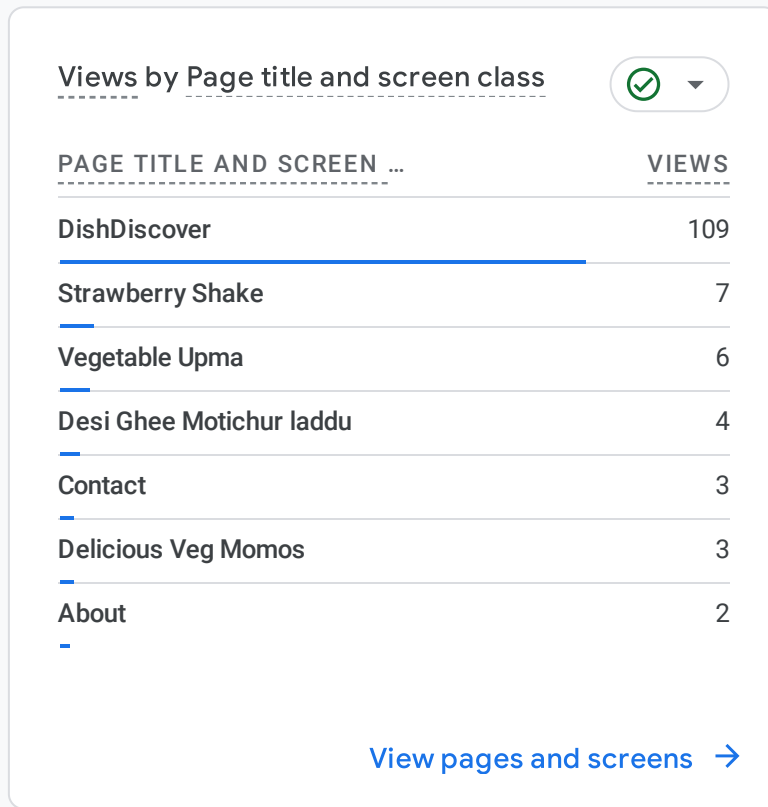 Views by Page title and screen class
PAGE TITLE AND SCREEN … VIEWS
DishDiscover 109
Strawberry Shake 7
Vegetable Upma 6
Desi Ghee Motichur laddu 4
Contact 3
Delicious Veg Momos 3
About 2
View pages and screens